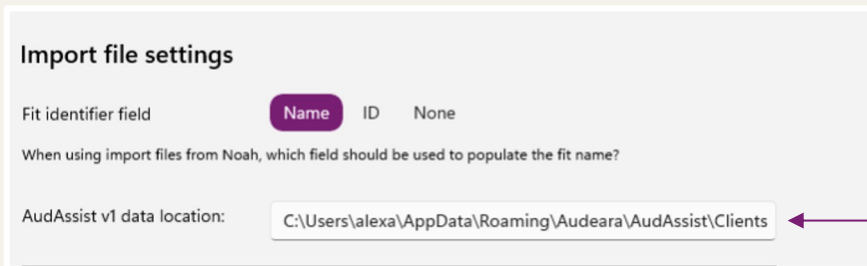 Import file settings
Fit identifier field Name ID None
When using import files from Noah, which field should be used to populate the fit name?
AudAssist v1 data location: C:\Users\alexa\AppData\Roaming\Audeara\AudAssist\Clients